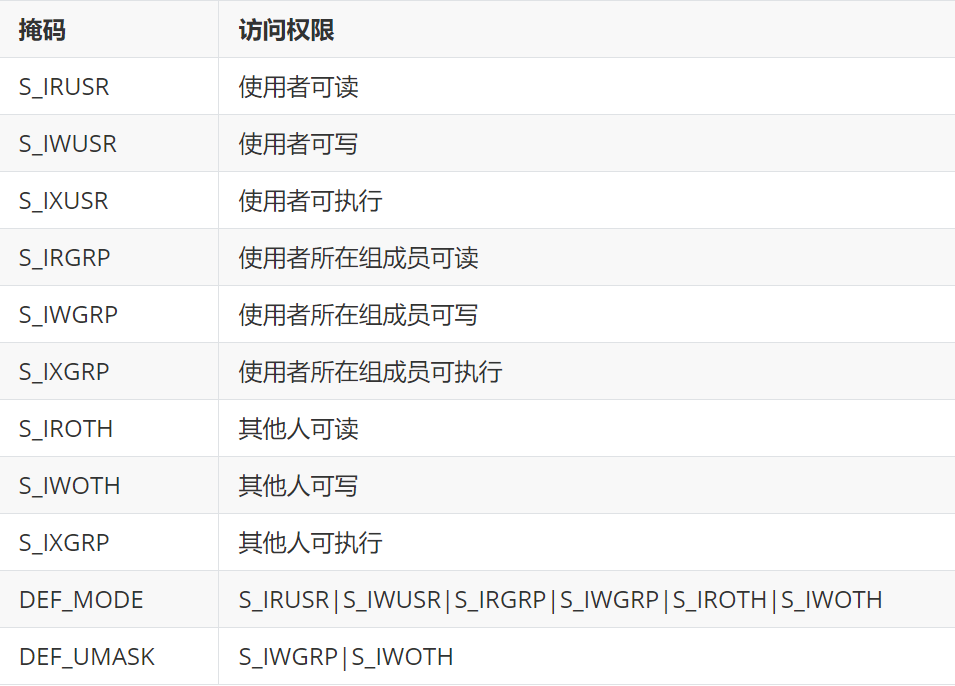 掩码 访问权限
S_IRUSR 使用者可读
S_IWUSR 使用者可写
S_IXUSR 使用者可执行
S_IRGRP 使用者所在组成员可读
S_IWGRP 使用者所在组成员可写
S_IXGRP 使用者所在组成员可执行
S_IROTH 其他人可读
S_IWOTH 其他人可写
S_IXGRP 其他人可执行
DEF_MODE S_IRUSR|S_IWUSR|S_IRGRP|S_IWGRP|S_IROTH|S_IWOTH
DEF_UMASK S_IWGRP|S_IWOTH